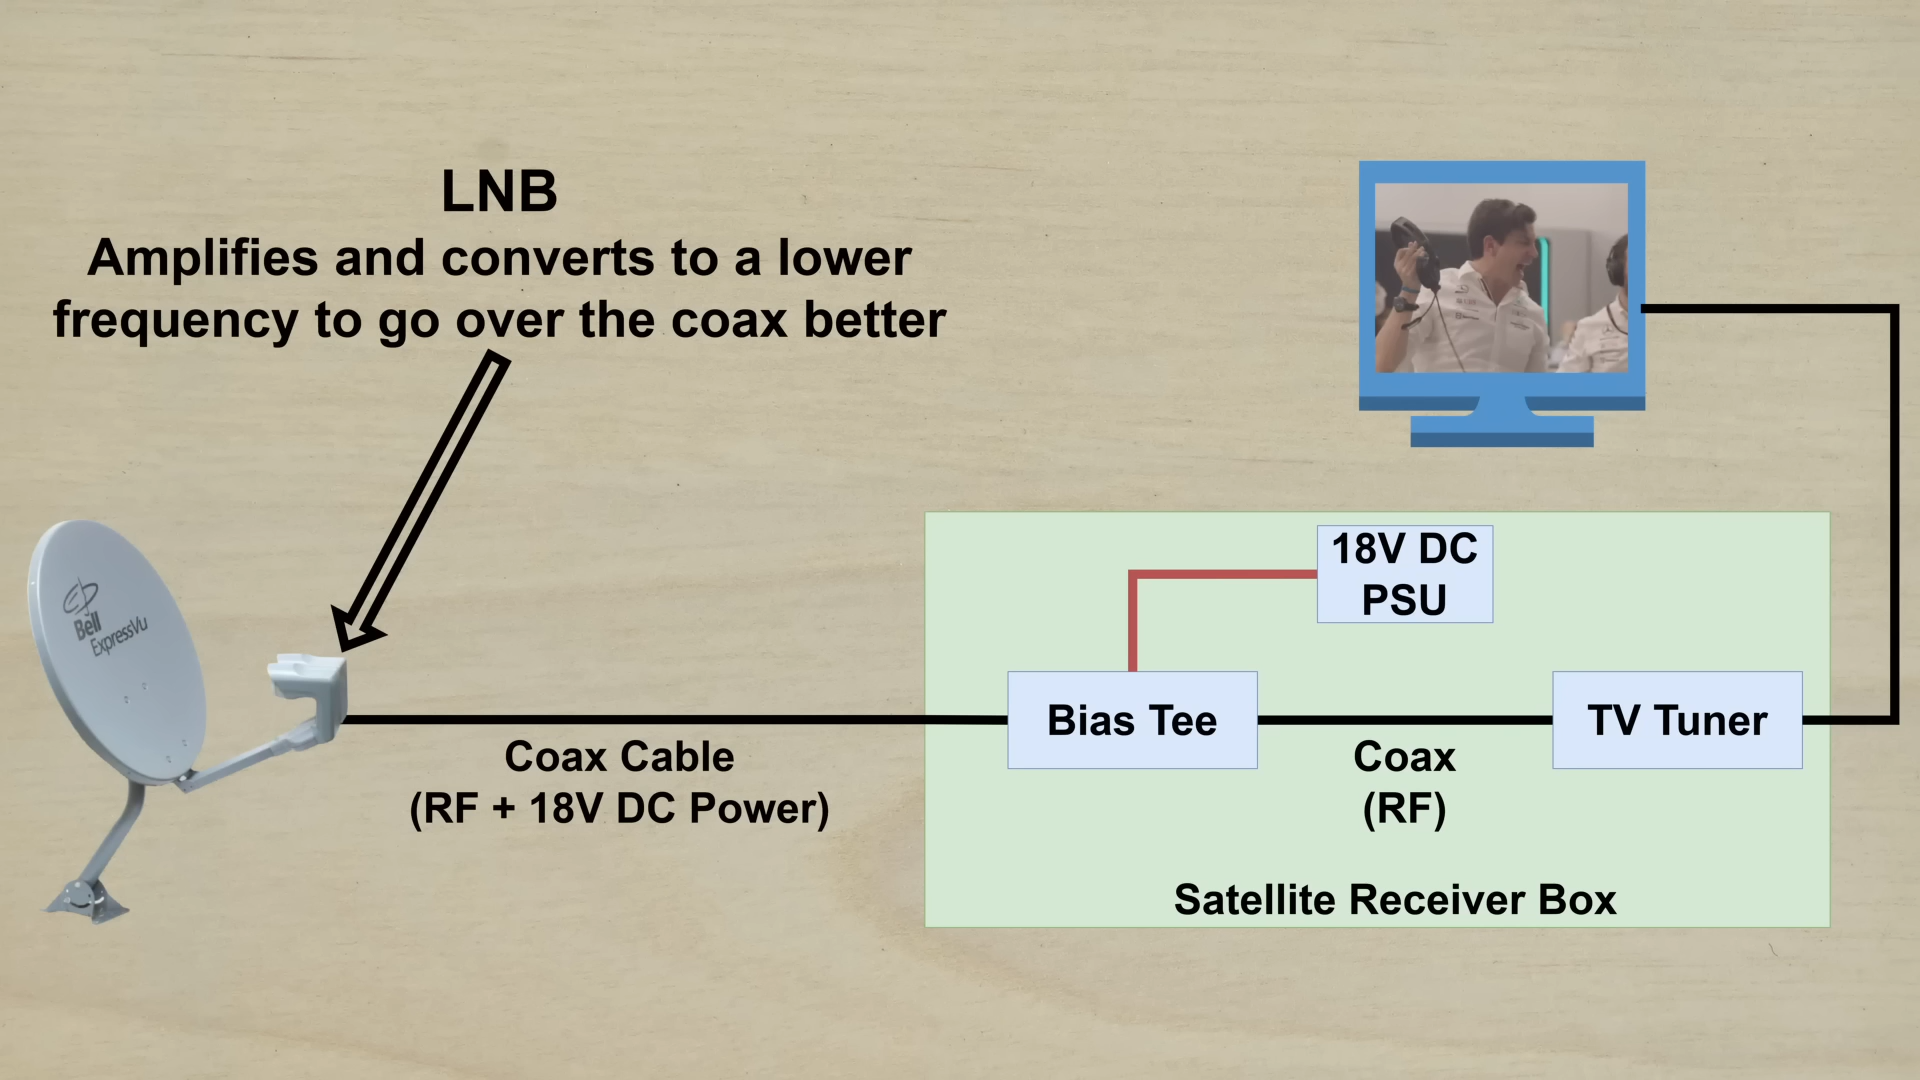 LNB
Amplifies and converts to a lower
frequency to go over the coax better
Bell
ExpressVu
Coax Cable
(RF + 18V DC Power)
18V DC
PSU
Bias Tee
Coax
(RF)
TV Tuner
Satellite Receiver Box